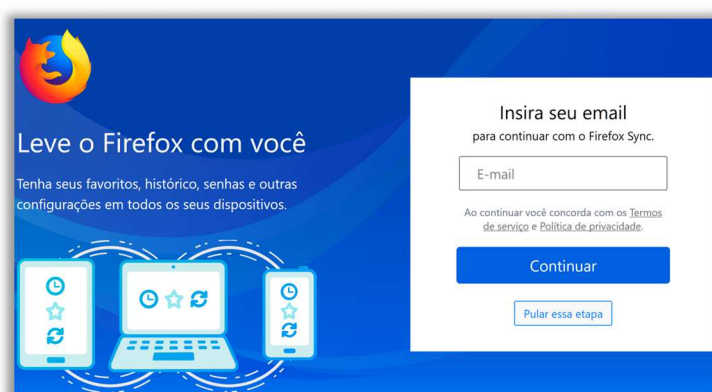 Leve o Firefox com você
Tenha seus favoritos, histórico, senhas e outras
configurações em todos os seus dispositivos.
Insira seu email
para continuar com o Firefox Sync.
E-mail
Ao continuar você concorda com os Termos
de serviço e Política de privacidade.
Continuar
Pular essa etapa